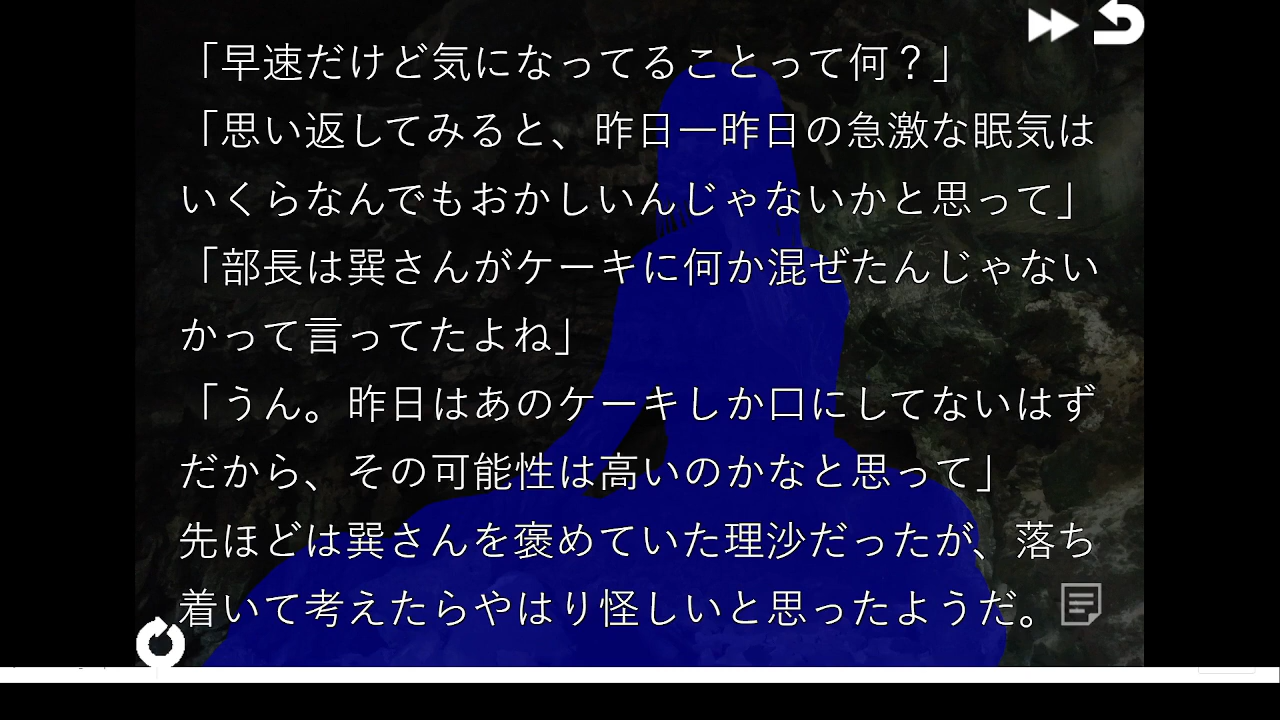 「早速だけど気になってることって何？」
「思い返してみると、昨日一昨日の急激な眠気は
いくらなんでもおかしいんじゃないかと思って」
「部長は巽さんがケーキに何か混ぜたんじゃない
かって言ってたよね」
「うん。昨日はあのケーキしか口にしてないはず
だから、その可能性は高いのかなと思って」
先ほどは巽さんを褒めていた理沙だったが、落ち
着いて考えたらやはり怪しいと思ったようだ。